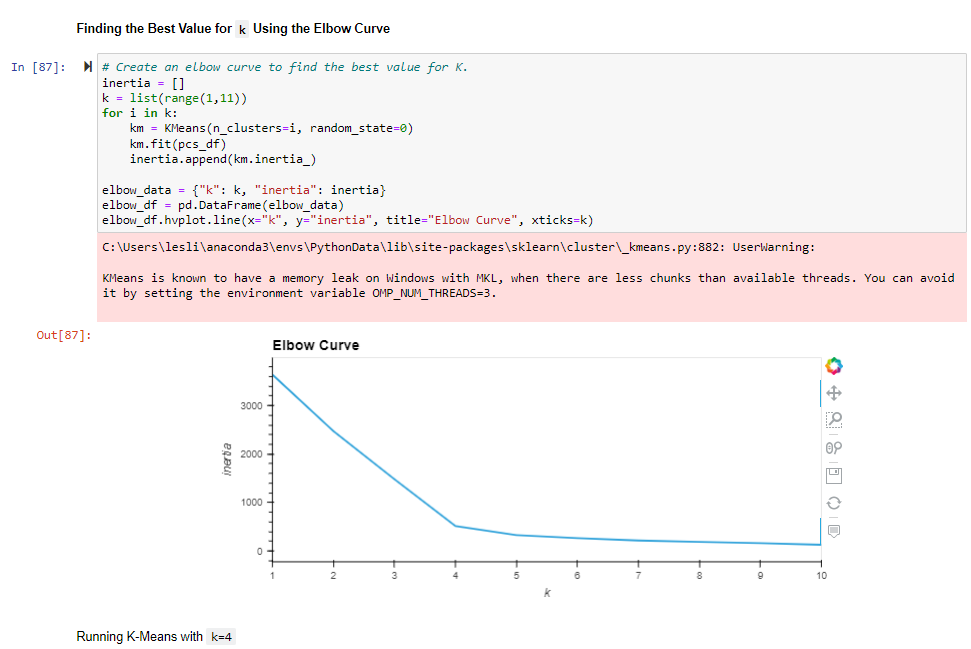 Finding the Best Value for k Using the Elbow Curve
In [87]:
# Create an elbow curve to find the best value for K.
inertia = []
k = list(range(1,11))
for i in k:
    km = KMeans(n_clusters=i, random_state=0)
    km.fit(pcs_df)
    inertia.append(km.inertia_)
elbow_data = {"k": k, "inertia": inertia}
elbow_df = pd.DataFrame(elbow_data)
elbow_df.hvplot.line(x="k", y="inertia", title="Elbow Curve", xticks=k)
C:\Users\lesli\anaconda3\envs\PythonData\lib\site-packages\sklearn\cluster\_kmeans.py:882: UserWarning:
KMeans is known to have a memory leak on Windows with MKL, when there are less chunks than available threads. You can avoid
it by setting the environment variable OMP_NUM_THREADS=3.
Out[87]:
Elbow Curve
3000
2000
1000
0
inertia
1 2 3 4 5 6 7 8 9 10
k
Running K-Means with k=4